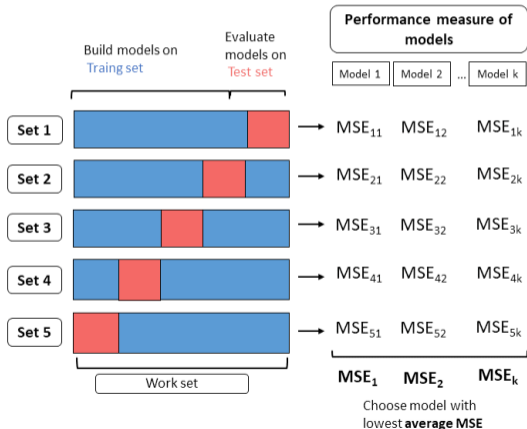 Performance measure of
models
Build models on
Traing set
Evaluate
models on
Test set
Model 1 Model 2 ... Model k
Set 1 MSE₁₁ MSE₁₂ MSE₁ₖ
Set 2 MSE₂₁ MSE₂₂ MSE₂ₖ
Set 3 MSE₃₁ MSE₃₂ MSE₃ₖ
Set 4 MSE₄₁ MSE₄₂ MSE₄ₖ
Set 5 MSE₅₁ MSE₅₂ MSE₅ₖ
Work set
MSE₁ MSE₂ MSEₖ
Choose model with
lowest average MSE